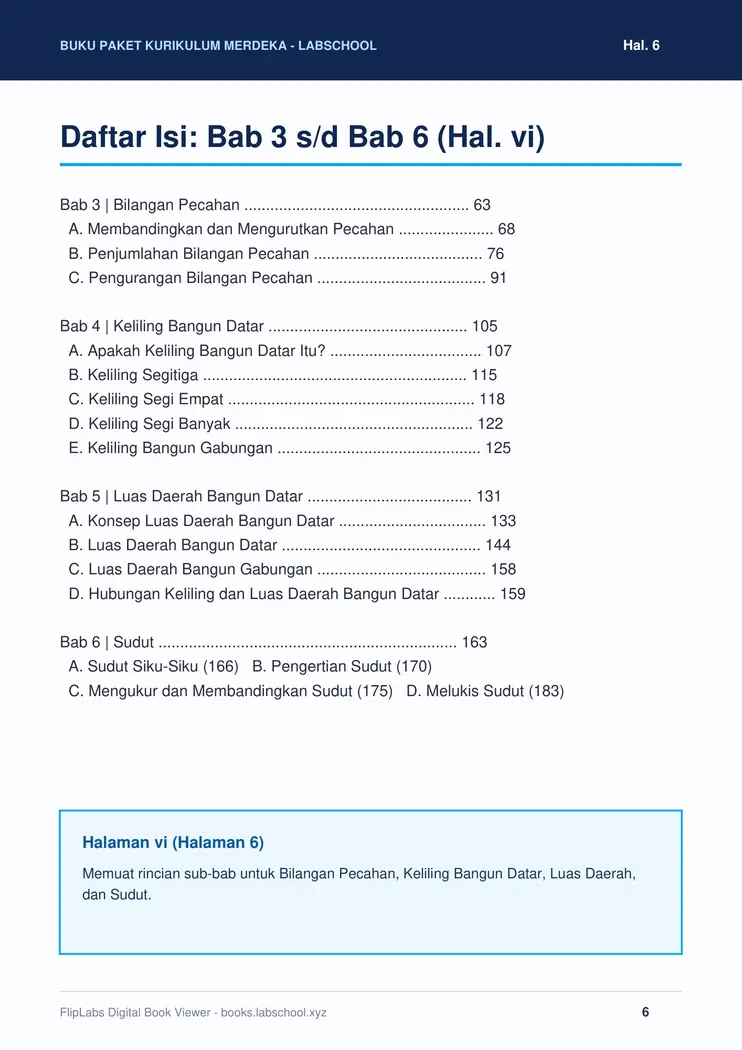 BUKU PAKET KURIKULUM MERDEKA - LABSCHOOL Hal. 6
Daftar Isi: Bab 3 s/d Bab 6 (Hal. vi)
Bab 3 | Bilangan Pecahan .................................................... 63
A. Membandingkan dan Mengurutkan Pecahan ...................... 68
B. Penjumlahan Bilangan Pecahan ....................................... 76
C. Pengurangan Bilangan Pecahan ....................................... 91
Bab 4 | Keliling Bangun Datar .............................................. 105
A. Apakah Keliling Bangun Datar Itu? ................................... 107
B. Keliling Segitiga ............................................................. 115
C. Keliling Segi Empat ......................................................... 118
D. Keliling Segi Banyak ....................................................... 122
E. Keliling Bangun Gabungan ............................................... 125
Bab 5 | Luas Daerah Bangun Datar ...................................... 131
A. Konsep Luas Daerah Bangun Datar .................................. 133
B. Luas Daerah Bangun Datar .............................................. 144
C. Luas Daerah Bangun Gabungan ....................................... 158
D. Hubungan Keliling dan Luas Daerah Bangun Datar ............ 159
Bab 6 | Sudut ..................................................................... 163
A. Sudut Siku-Siku (166) B. Pengertian Sudut (170)
C. Mengukur dan Membandingkan Sudut (175) D. Melukis Sudut (183)
Halaman vi (Halaman 6)
Memuat rincian sub-bab untuk Bilangan Pecahan, Keliling Bangun Datar, Luas Daerah,
dan Sudut.
FlipLabs Digital Book Viewer - books.labschool.xyz 6